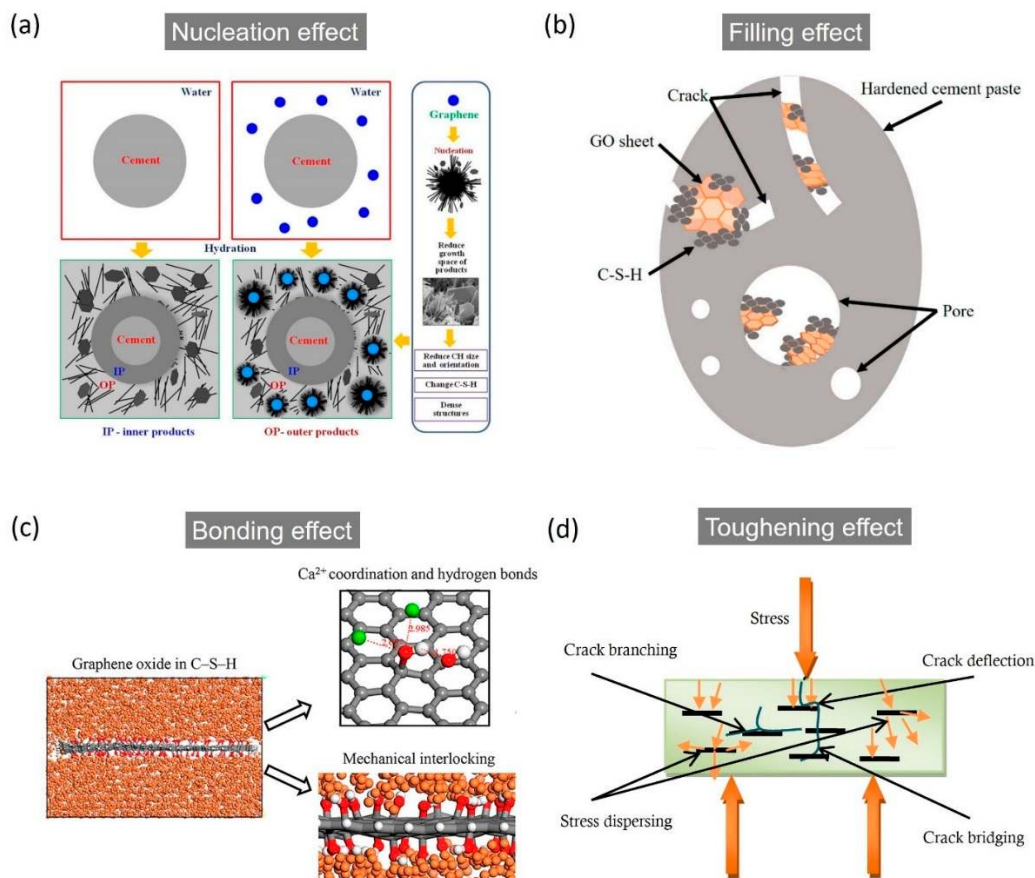 (a)
Nucleation effect
Water
Water
Cement
Cement
Graphene
Nucleation
Hydration
Reduce
growth
space of
products
Cement
IP
OP
Cement
IP
OP
Reduce CH size
and orientation
Change C-S-H
Dense
structures
IP - inner products
OP- outer products
(b)
Filling effect
Crack
Hardened cement paste
GO sheet
C-S-H
Pore
(c)
Bonding effect
Ca²⁺ coordination and hydrogen bonds
2.985
Graphene oxide in C–S–H
Mechanical interlocking
(d)
Toughening effect
Stress
Crack branching
Crack deflection
Stress dispersing
Crack bridging